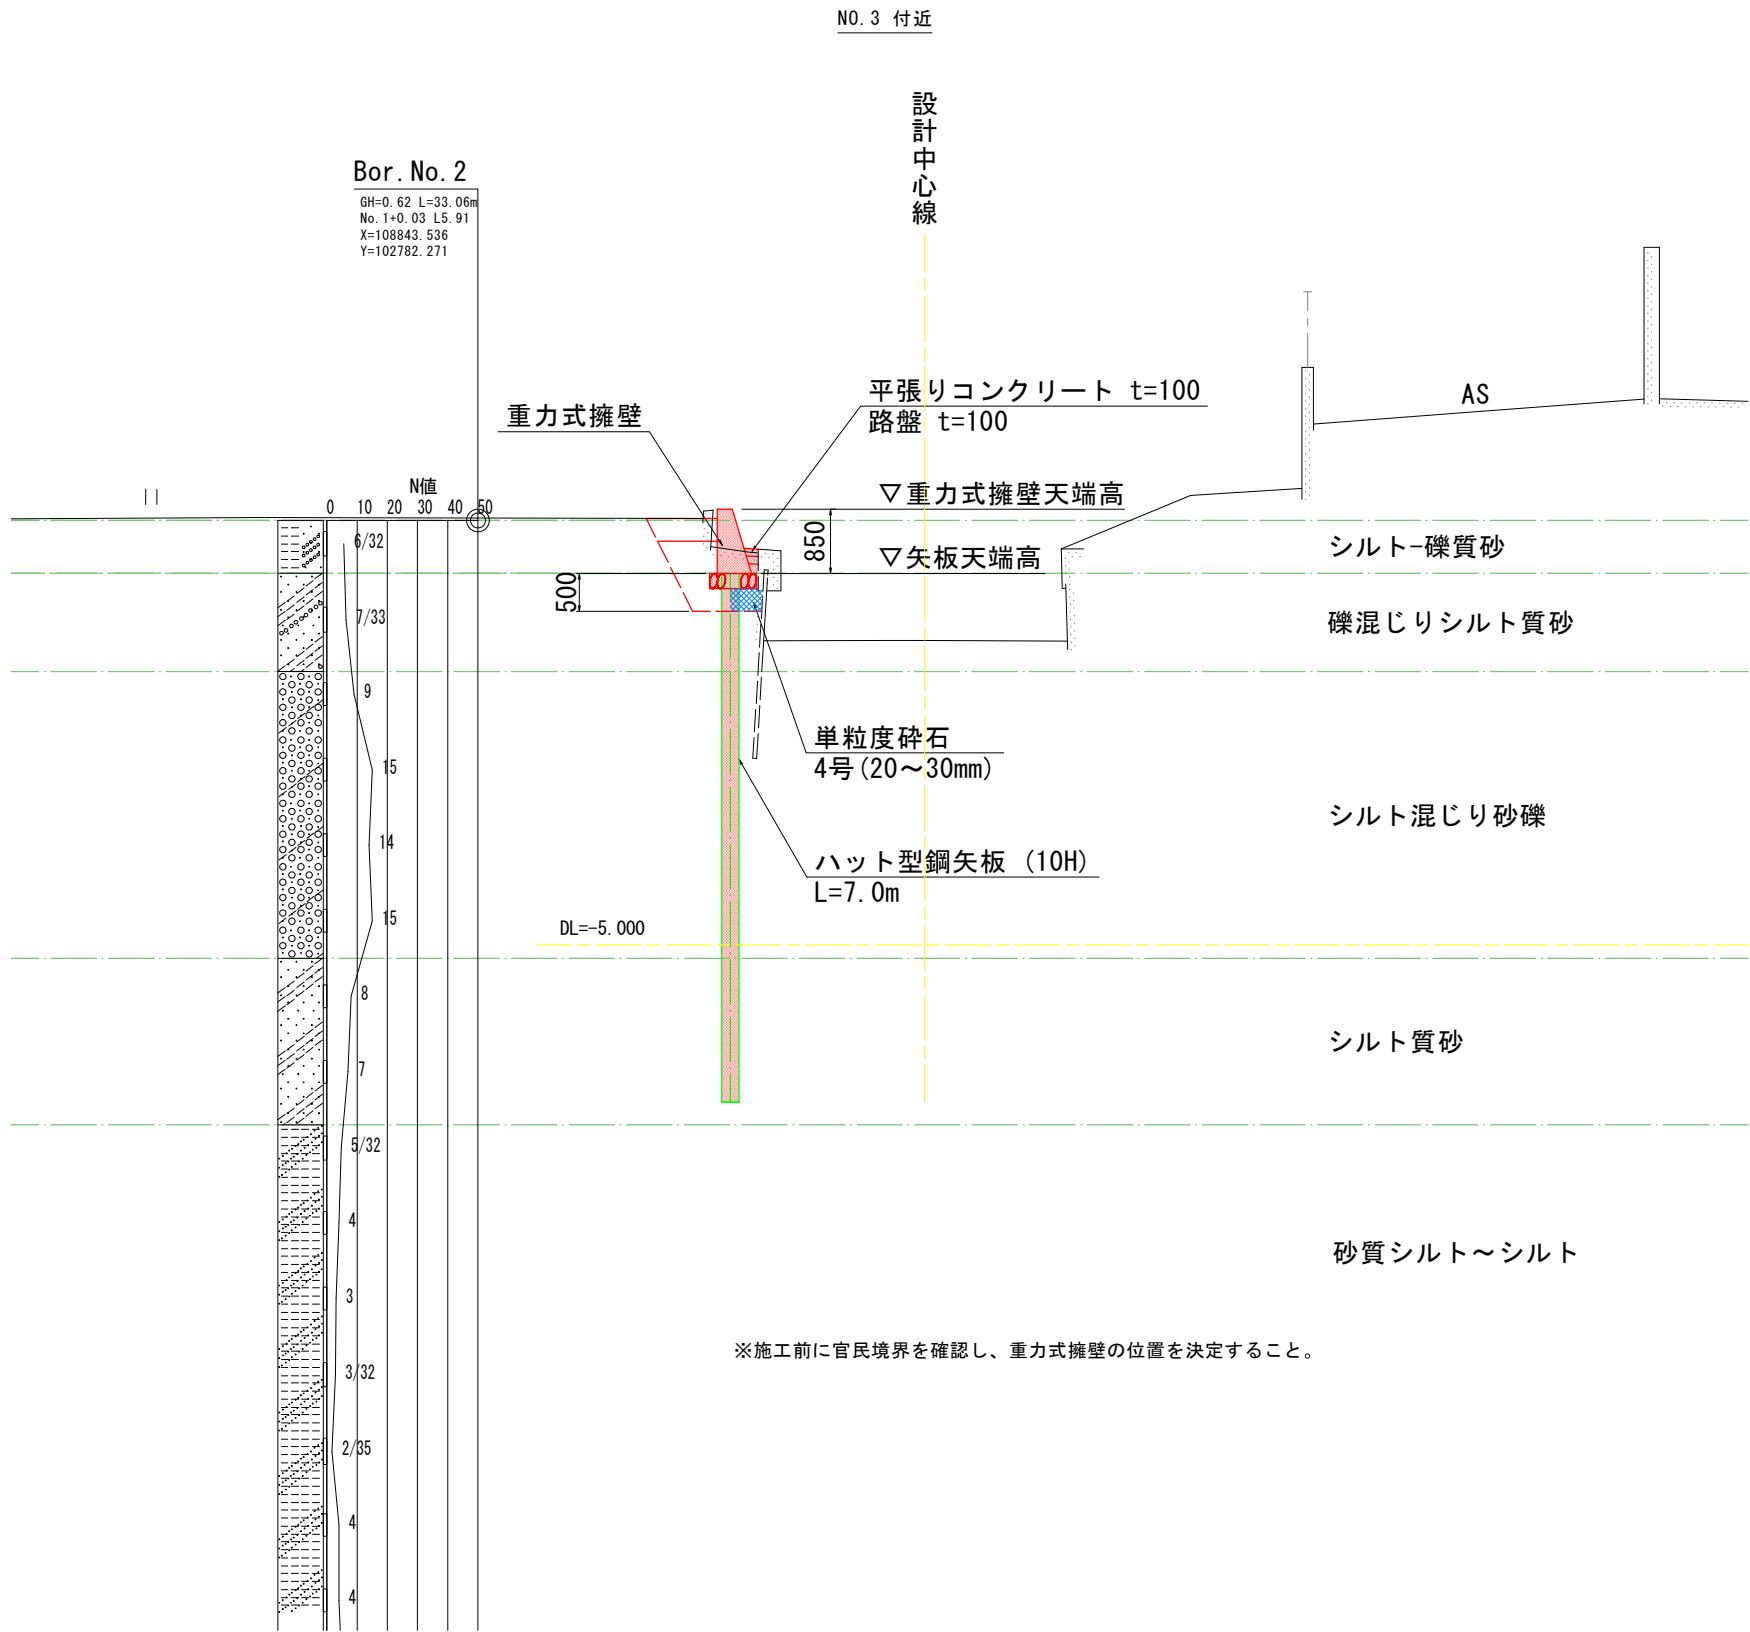 NO.3 付近
設計中心線
Bor.No.2
GH=0.62 L=33.06m
No.1+0.03 L5.91
X=108843.536
Y=102782.271
平張りコンクリート t=100
路盤 t=100
AS
重力式擁壁
N値
0 10 20 30 40 50
▽重力式擁壁天端高
850
▽矢板天端高
500
6/32
7/33
9
15
14
15
8
7
5/32
4
3
3/32
2/35
4
4
シルト-礫質砂
礫混じりシルト質砂
単粒度砕石
4号(20～30mm)
シルト混じり砂礫
ハット型鋼矢板 (10H)
L=7.0m
DL=-5.000
シルト質砂
砂質シルト～シルト
※施工前に官民境界を確認し、重力式擁壁の位置を決定すること。